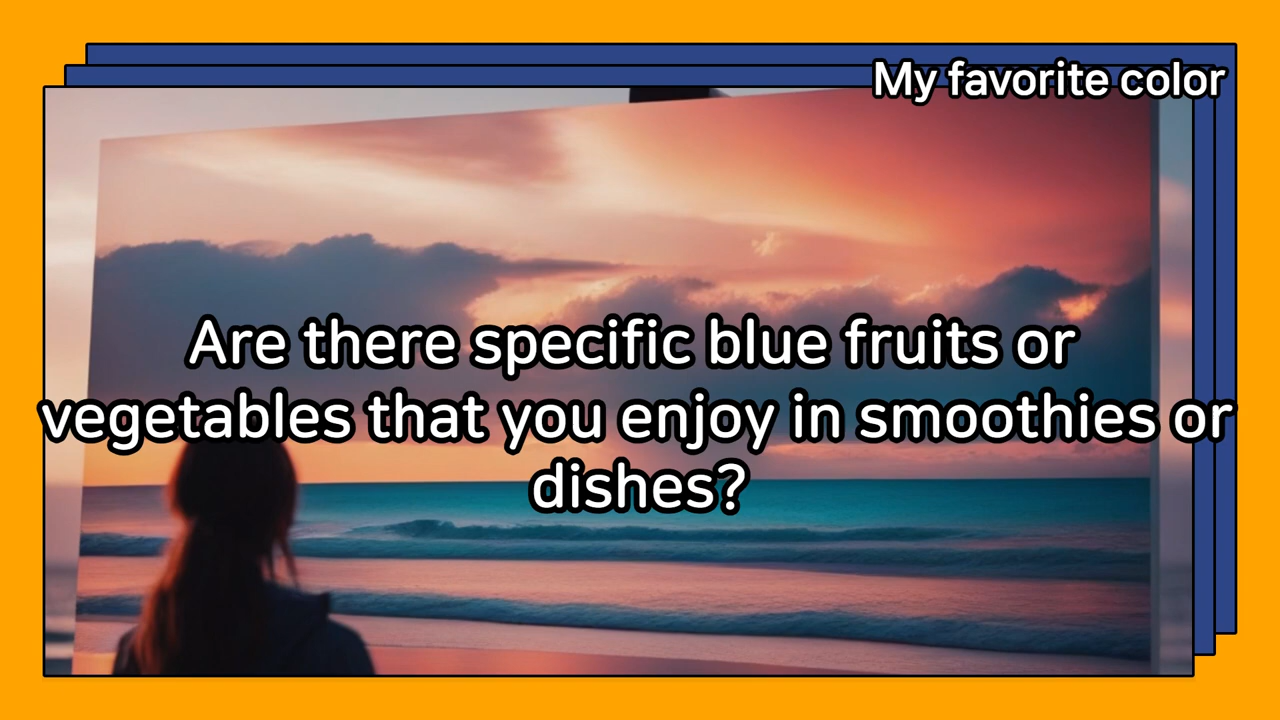 My favorite color
Are there specific blue fruits or
vegetables that you enjoy in smoothies or
dishes?